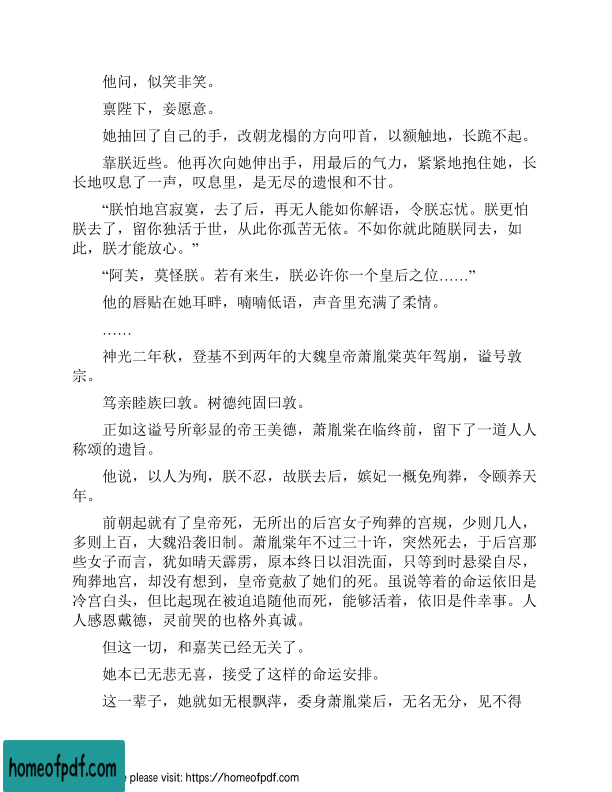 他问，似笑非笑。
禀陛下，妾愿意。
她抽回了自己的手，改朝龙榻的方向叩首，以额触地，长跪不起。
靠朕近些。他再次向她伸出手，用最后的气力，紧紧地抱住她，长
长地叹息了一声，叹息里，是无尽的遗恨和不甘。
“朕怕地宫寂寞，去了后，再无人能如你解语，令朕忘忧。朕更怕
朕去了，留你独活于世，从此你孤苦无依。不如你就此随朕同去，如
此，朕才能放心。”
“阿芙，莫怪朕。若有来生，朕必许你一个皇后之位……”
他的唇贴在她耳畔，喃喃低语，声音里充满了柔情。
……
神光二年秋，登基不到两年的大魏皇帝萧胤棠英年驾崩，谥号敦
宗。
笃亲睦族曰敦。树德纯固曰敦。
正如这谥号所彰显的帝王美德，萧胤棠在临终前，留下了一道人人
称颂的遗旨。
他说，以人为殉，朕不忍，故朕去后，嫔妃一概免殉葬，令颐养天
年。
前朝起就有了皇帝死，无所出的后宫女子殉葬的宫规，少则几人，
多则上百，大魏沿袭旧制。萧胤棠年不过三十许，突然死去，于后宫那
些女子而言，犹如晴天霹雳，原本终日以泪洗面，只等到时悬梁自尽，
殉葬地宫，却没有想到，皇帝竟赦了她们的死。虽说等着的命运依旧是
冷宫白头，但比起现在被迫追随他而死，能够活着，依旧是件幸事。人
人感恩戴德，灵前哭的也格外真诚。
但这一切，和嘉芙已经无关了。
她本已无悲无喜，接受了这样的命运安排。
这一辈子，她就如无根飘萍，委身萧胤棠后，无名无分，见不得
homeofpdf.com
e please visit: https://homeofpdf.com